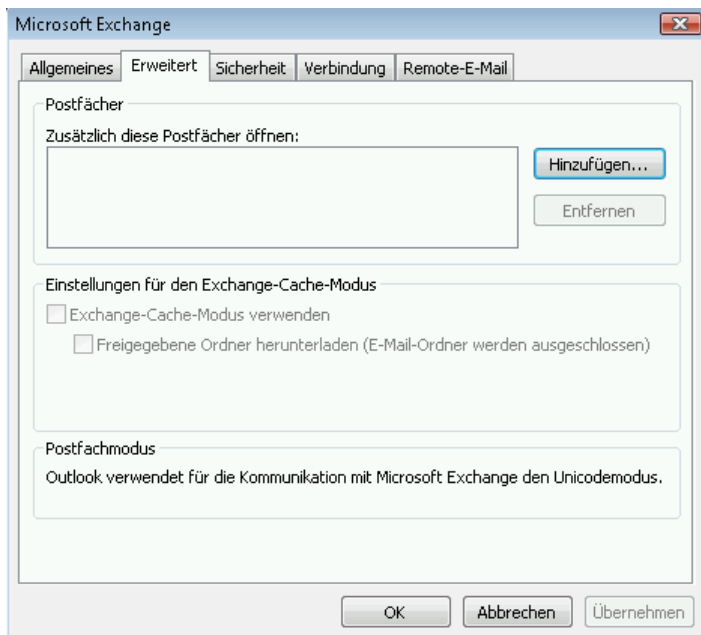 Microsoft Exchange
Allgemeines Erweitert Sicherheit Verbindung Remote-E-Mail
Postfächer
Zusätzlich diese Postfächer öffnen:
Hinzufügen...
Entfernen
Einstellungen für den Exchange-Cache-Modus
Exchange-Cache-Modus verwenden
Freigegebene Ordner herunterladen (E-Mail-Ordner werden ausgeschlossen)
Postfachmodus
Outlook verwendet für die Kommunikation mit Microsoft Exchange den Unicodemodus.
OK Abbrechen Übernehmen